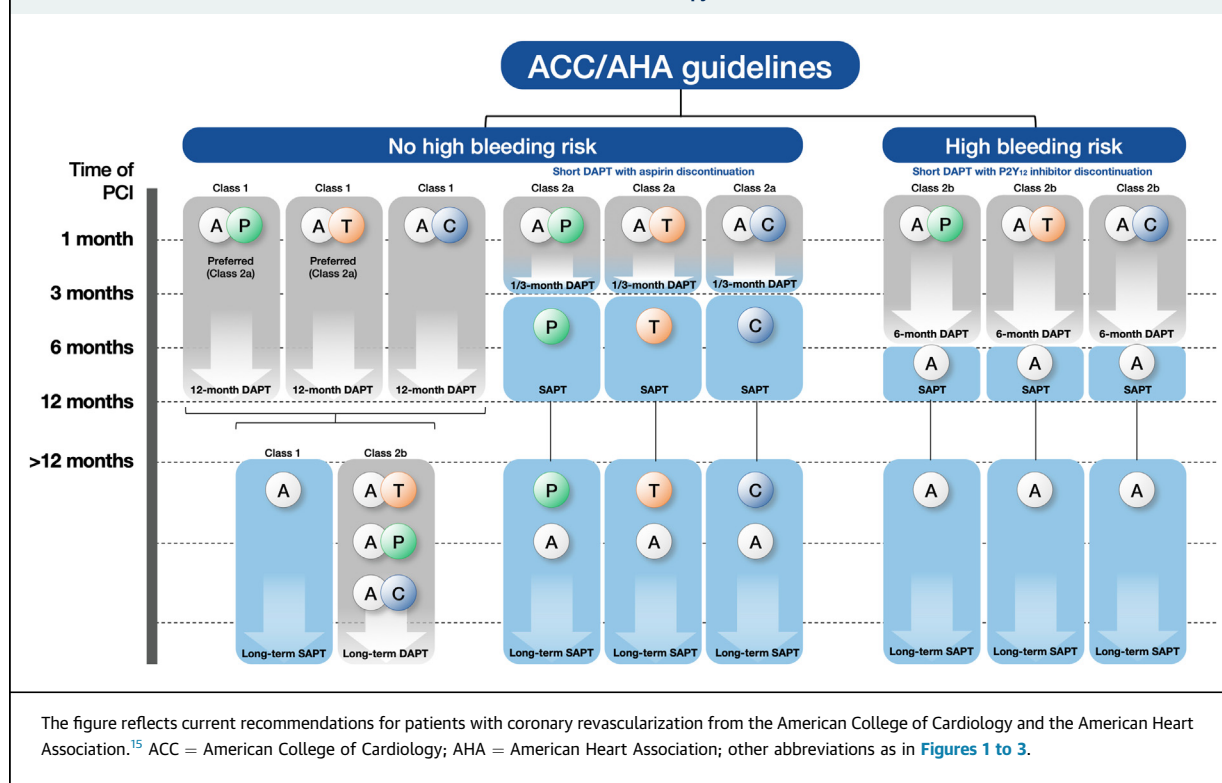 ACC/AHA guidelines
No high bleeding risk
High bleeding risk
Short DAPT with aspirin discontinuation
Short DAPT with P2Y12 inhibitor discontinuation
Time of
PCI
Class 1
Class 1
Class 1
Class 2a
Class 2a
Class 2a
Class 2b
Class 2b
Class 2b
1 month
A P
A T
A C
A P
A T
A C
A P
A T
A C
Preferred
(Class 2a)
Preferred
(Class 2a)
1/3-month DAPT
1/3-month DAPT
1/3-month DAPT
3 months
P
T
C
6-month DAPT
6-month DAPT
6-month DAPT
6 months
A
A
A
12-month DAPT
12-month DAPT
12-month DAPT
SAPT
SAPT
SAPT
SAPT
SAPT
SAPT
12 months
>12 months
Class 1
Class 2b
A
A T
A P
A C
P
A
T
A
C
A
A
A
A
Long-term SAPT
Long-term DAPT
Long-term SAPT
Long-term SAPT
Long-term SAPT
Long-term SAPT
Long-term SAPT
Long-term SAPT
The figure reflects current recommendations for patients with coronary revascularization from the American College of Cardiology and the American Heart
Association.15 ACC = American College of Cardiology; AHA = American Heart Association; other abbreviations as in Figures 1 to 3.